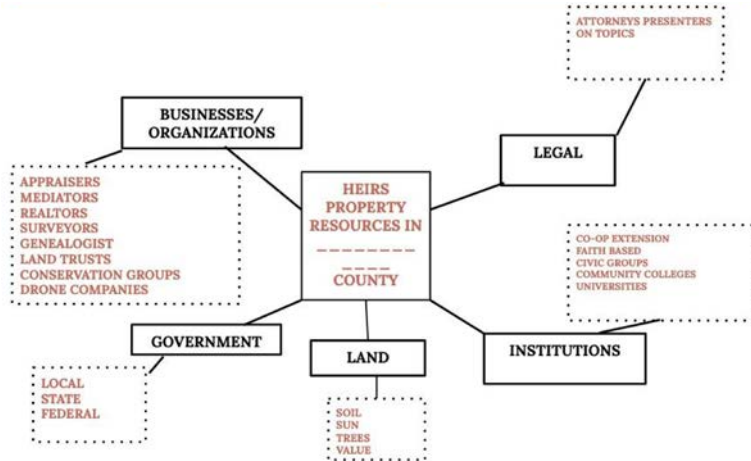 ATTORNEYS PRESENTERS
ON TOPICS
BUSINESSES/
ORGANIZATIONS
LEGAL
APPRAISERS
MEDIATORS
REALTORS
SURVEYORS
GENEALOGIST
LAND TRUSTS
CONSERVATION GROUPS
DRONE COMPANIES
HEIRS
PROPERTY
RESOURCES IN
_ _ _ _ _ _ _ _
_ _ _ _
COUNTY
CO-OP EXTENSION
FAITH BASED
CIVIC GROUPS
COMMUNITY COLLEGES
UNIVERSITIES
GOVERNMENT
LAND
INSTITUTIONS
LOCAL
STATE
FEDERAL
SOIL
SUN
TREES
VALUE